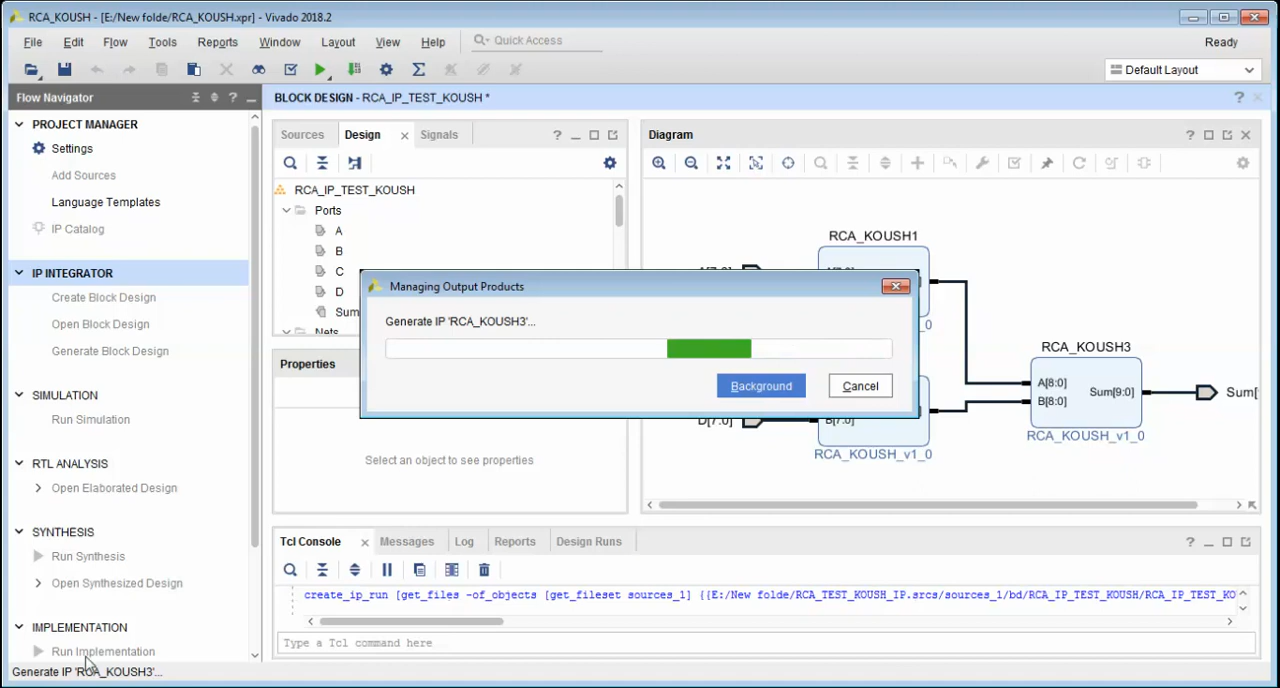 RCA_KOUSH - [E:/New folde/RCA_KOUSH.xpr] - Vivado 2018.2
File Edit Flow Tools Reports Window Layout View Help Quick Access Ready
Default Layout
Flow Navigator
PROJECT MANAGER
Settings
Add Sources
Language Templates
IP Catalog
IP INTEGRATOR
Create Block Design
Open Block Design
Generate Block Design
SIMULATION
Run Simulation
RTL ANALYSIS
Open Elaborated Design
SYNTHESIS
Run Synthesis
Open Synthesized Design
IMPLEMENTATION
Run Implementation
Generate IP 'RCA_KOUSH3'...
BLOCK DESIGN - RCA_IP_TEST_KOUSH *
Sources Design Signals
RCA_IP_TEST_KOUSH
Ports
A
B
C
D
Sum
Nets
Properties
Select an object to see properties
Diagram
RCA_KOUSH1
RCA_KOUSH3
A[8:0]
B[8:0]
Sum[9:0]
Sum[
RCA_KOUSH_v1_0
D[7:0]
B[7:0]
RCA_KOUSH_v1_0
Managing Output Products
Generate IP 'RCA_KOUSH3'...
Background Cancel
Tcl Console Messages Log Reports Design Runs
create_ip_run [get_files -of_objects [get_fileset sources_1] {{E:/New folde/RCA_TEST_KOUSH_IP.srcs/sources_1/bd/RCA_IP_TEST_KOUSH/RCA_IP_TEST_KO
Type a Tcl command here